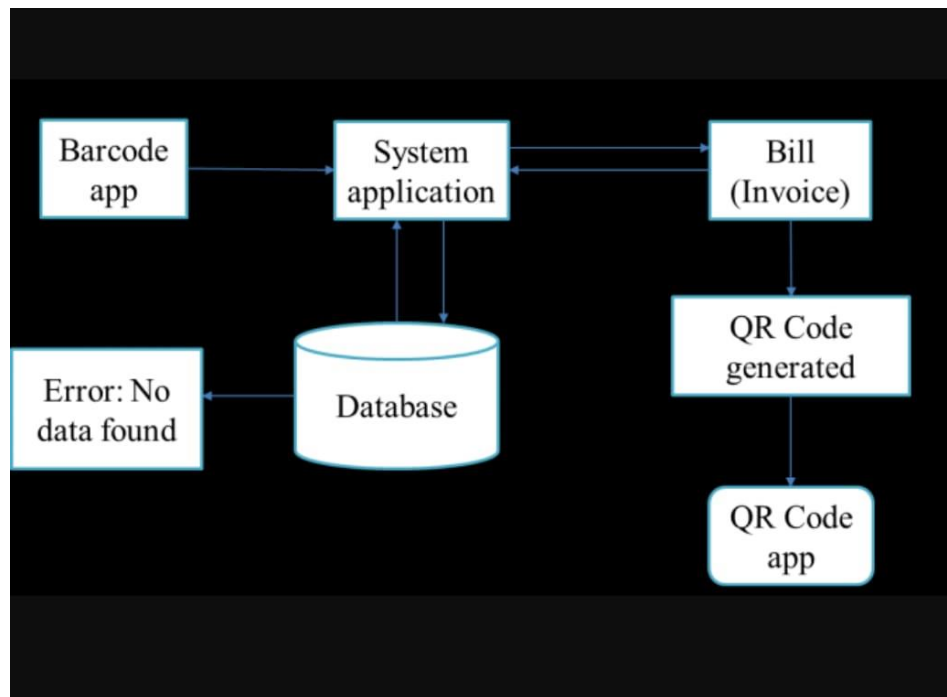 Barcode
app
System
application
Bill
(Invoice)
Error: No
data found
Database
QR Code
generated
QR Code
app